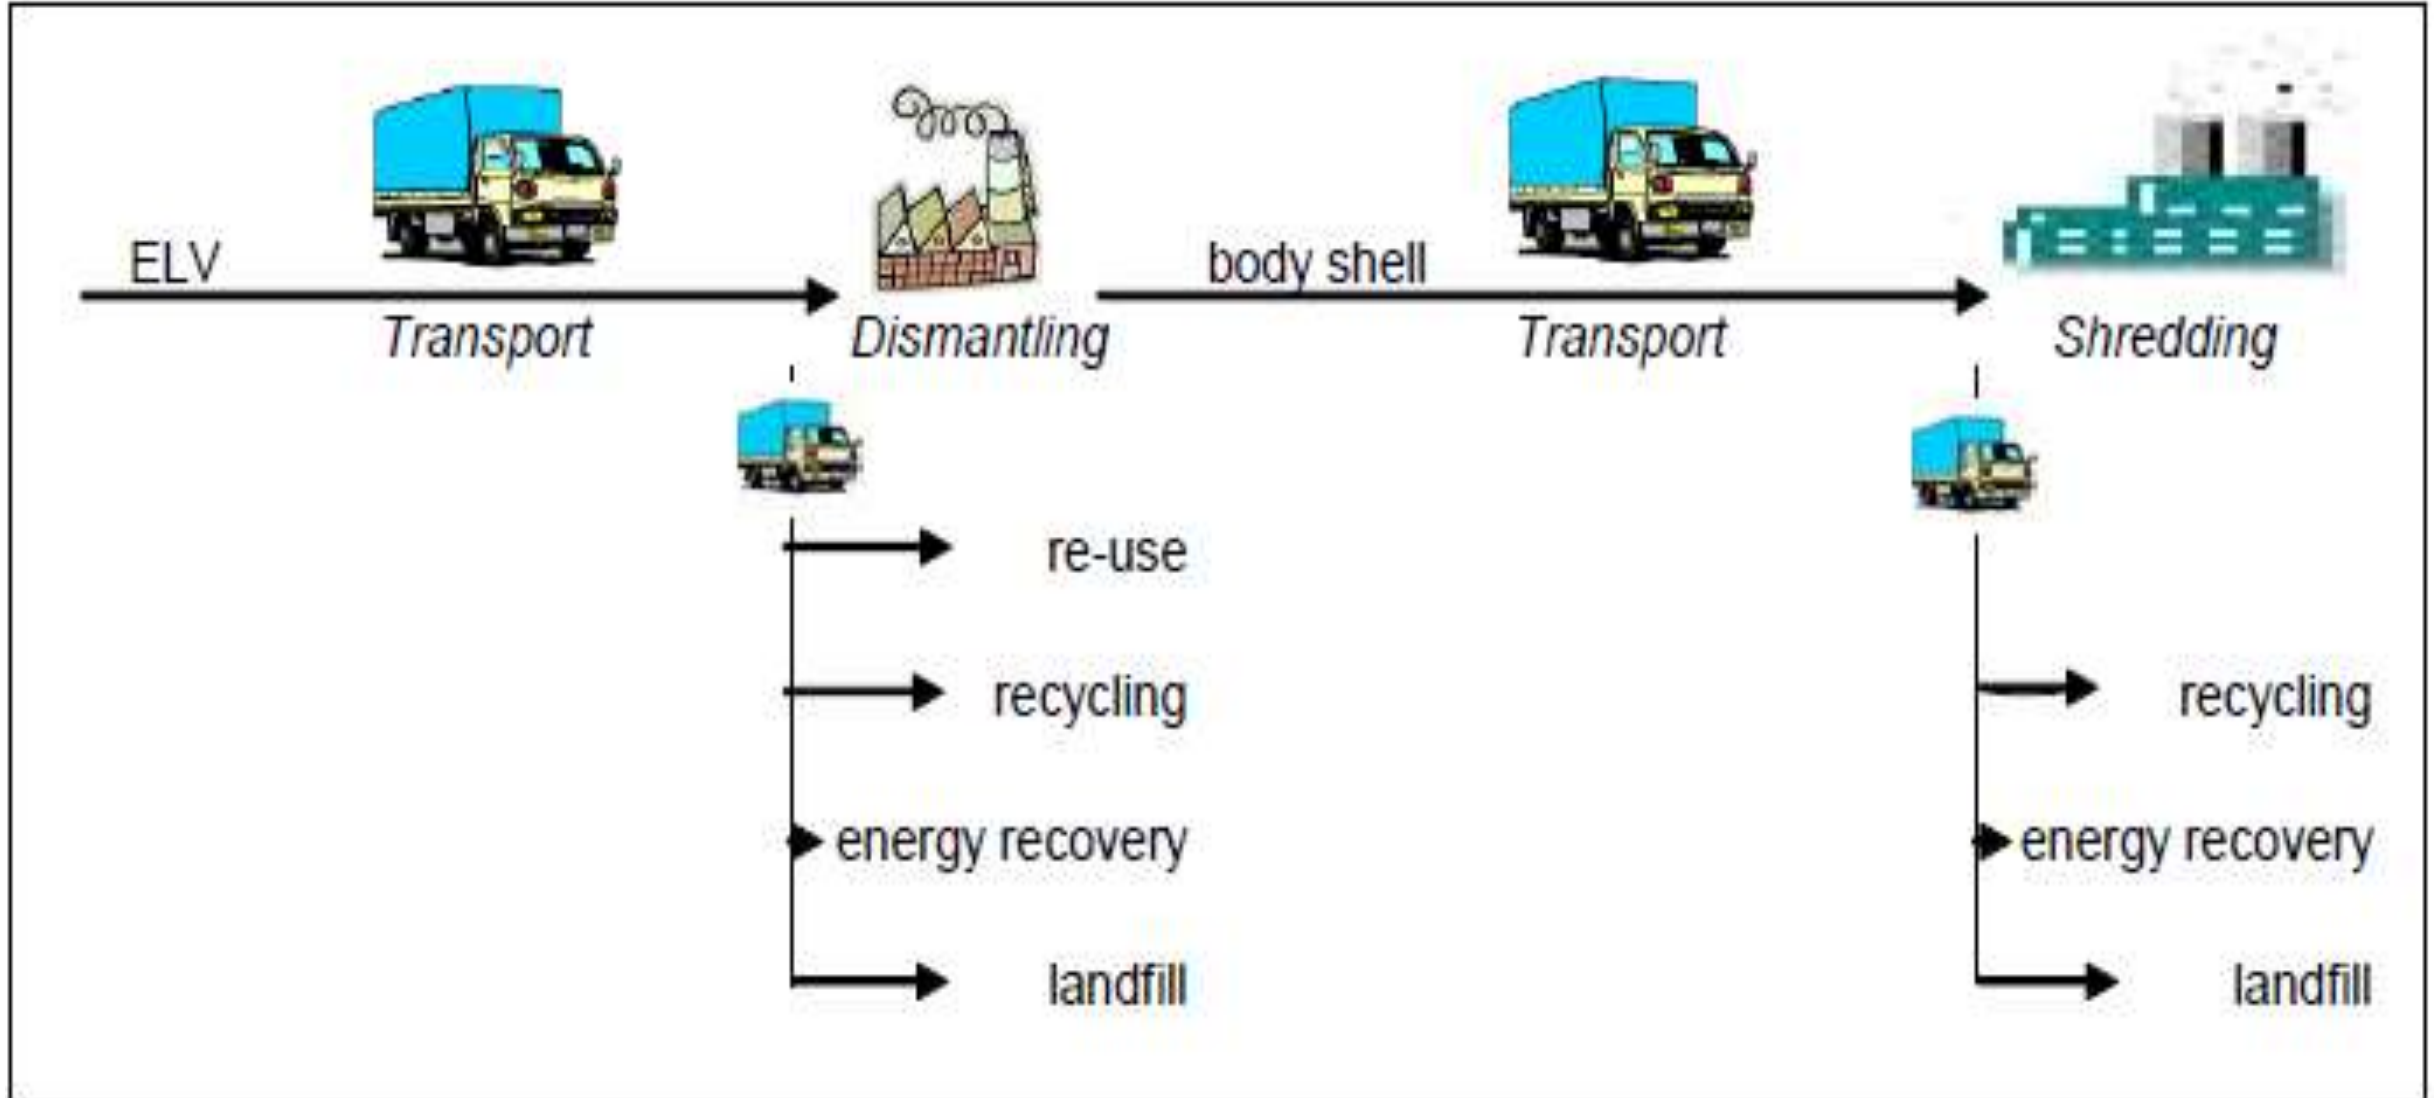 ELV
body shell
Transport
Dismantling
Transport
Shredding
re-use
recycling
recycling
energy recovery
energy recovery
landfill
landfill